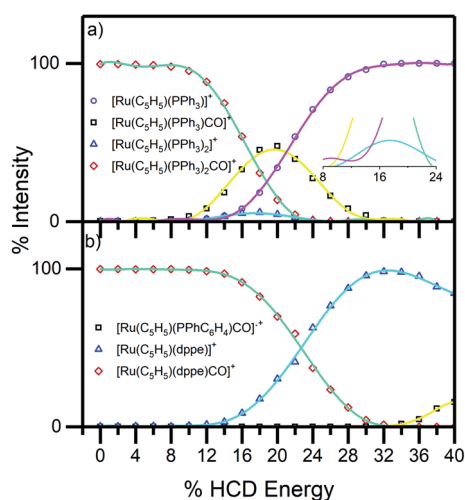 a)
100
[Ru(C₅H₅)(PPh₃)]⁺
[Ru(C₅H₅)(PPh₃)CO]⁺
[Ru(C₅H₅)(PPh₃)₂]⁺
[Ru(C₅H₅)(PPh₃)₂CO]⁺
8 16 24
0
% Intensity
b)
100
[Ru(C₅H₅)(PPhC₆H₄)CO]·⁺
[Ru(C₅H₅)(dppe)]⁺
[Ru(C₅H₅)(dppe)CO]⁺
0
0 4 8 12 16 20 24 28 32 36 40
% HCD Energy